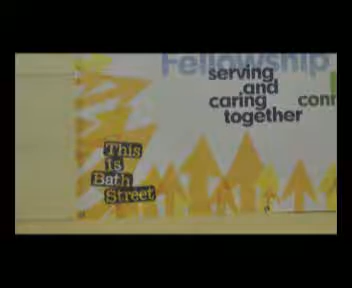 Fellowship
serving
and
caring
together
conn
This
is
Bath
Street